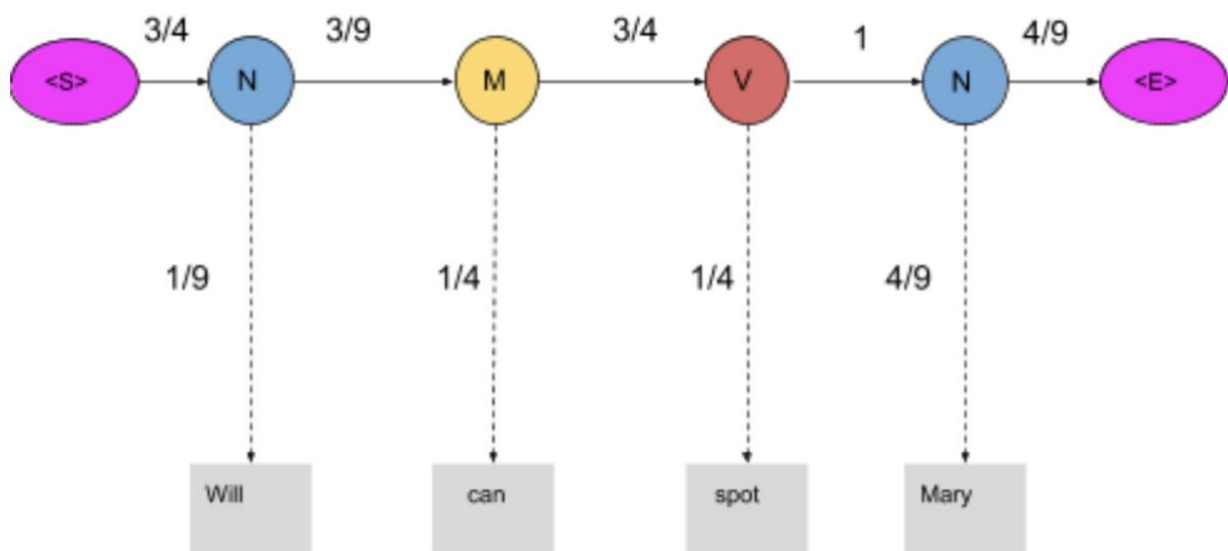 3/4 3/9 3/4 1 4/9
<S> N M V N <E>
1/9 1/4 1/4 4/9
Will can spot Mary